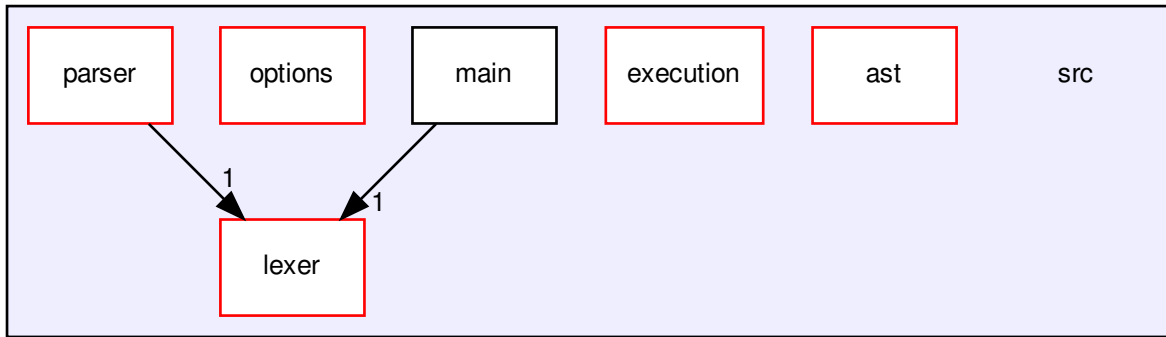 parser
options
main
execution
ast
src
1
1
lexer